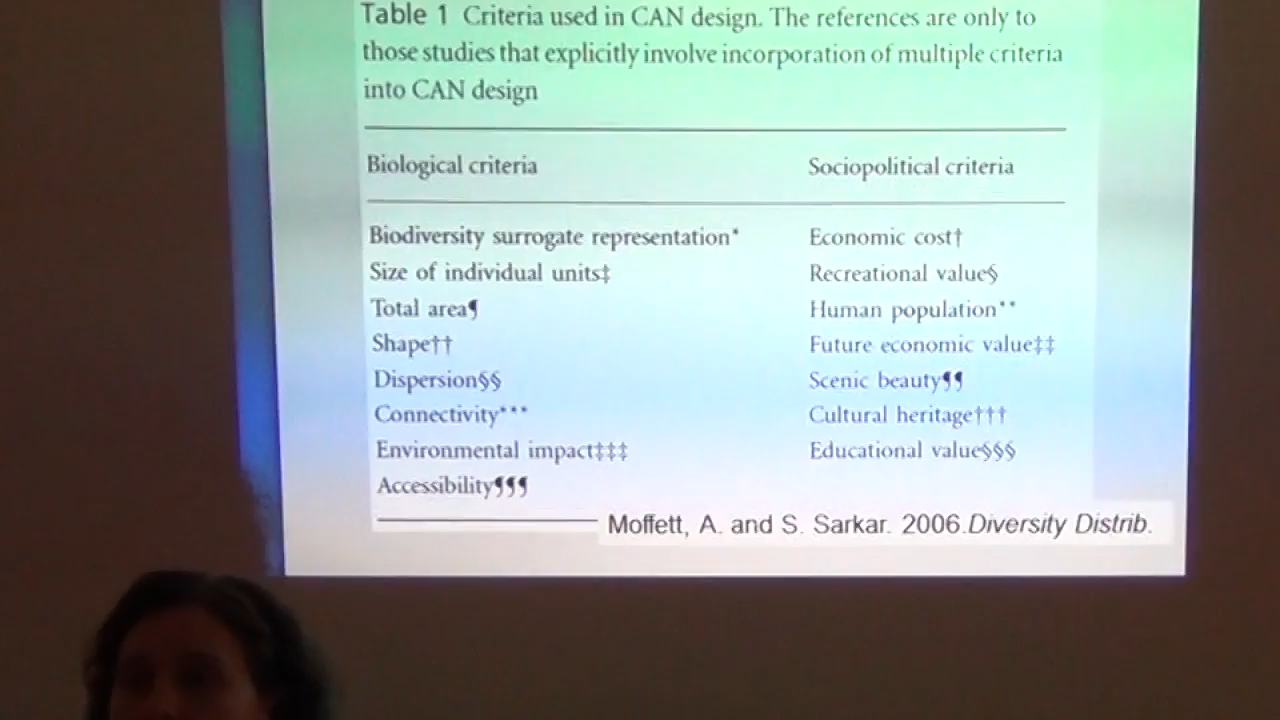 Table 1 Criteria used in CAN design. The references are only to
those studies that explicitly involve incorporation of multiple criteria
into CAN design
Biological criteria Sociopolitical criteria
Biodiversity surrogate representation* Economic cost†
Size of individual units‡ Recreational value§
Total area¶ Human population**
Shape†† Future economic value‡‡
Dispersion§§ Scenic beauty¶¶
Connectivity*** Cultural heritage†††
Environmental impact‡‡‡ Educational value§§§
Accessibility¶¶¶
Moffett, A. and S. Sarkar. 2006.Diversity Distrib.